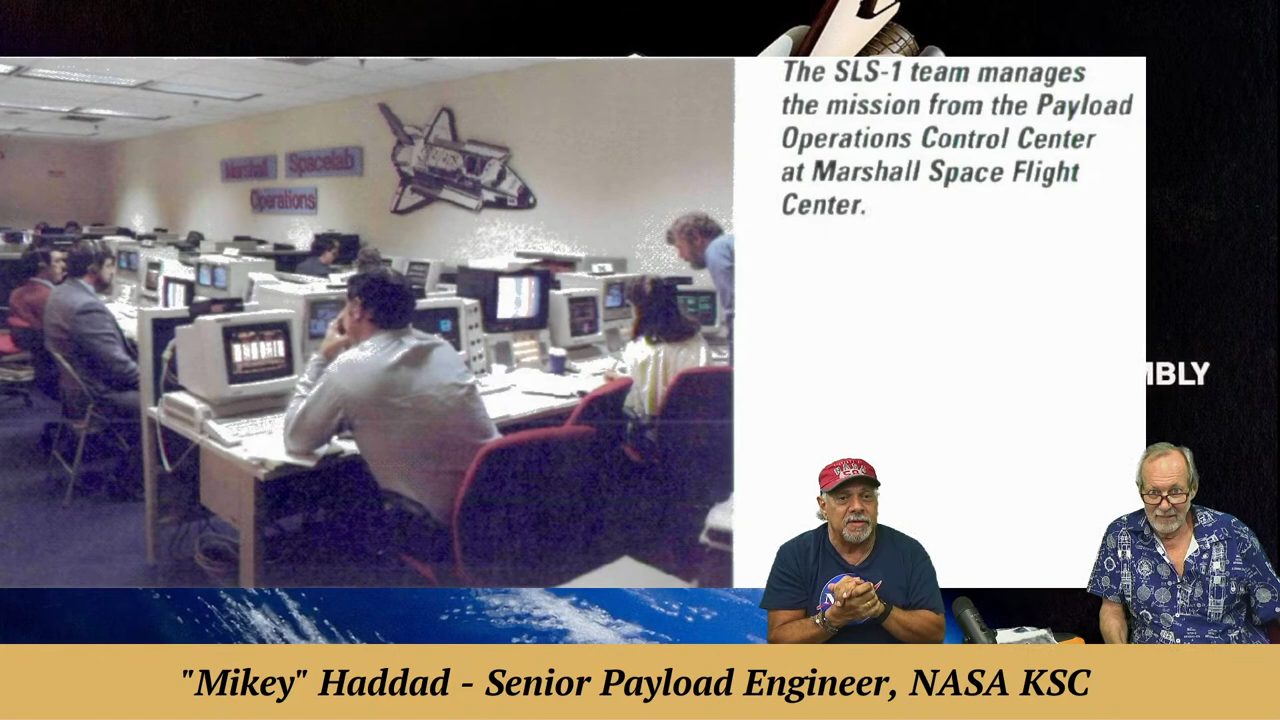 The SLS-1 team manages
the mission from the Payload
Operations Control Center
at Marshall Space Flight
Center.
Marshall Spacelab
Operations
MBLY
"Mikey" Haddad - Senior Payload Engineer, NASA KSC